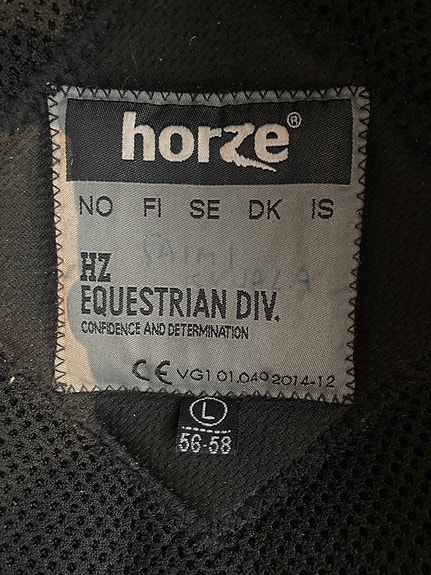 horze®
NO FI SE DK IS
HZ
EQUESTRIAN DIV.
CONFIDENCE AND DETERMINATION
CE VG1 01.040 2014-12
L
56-58